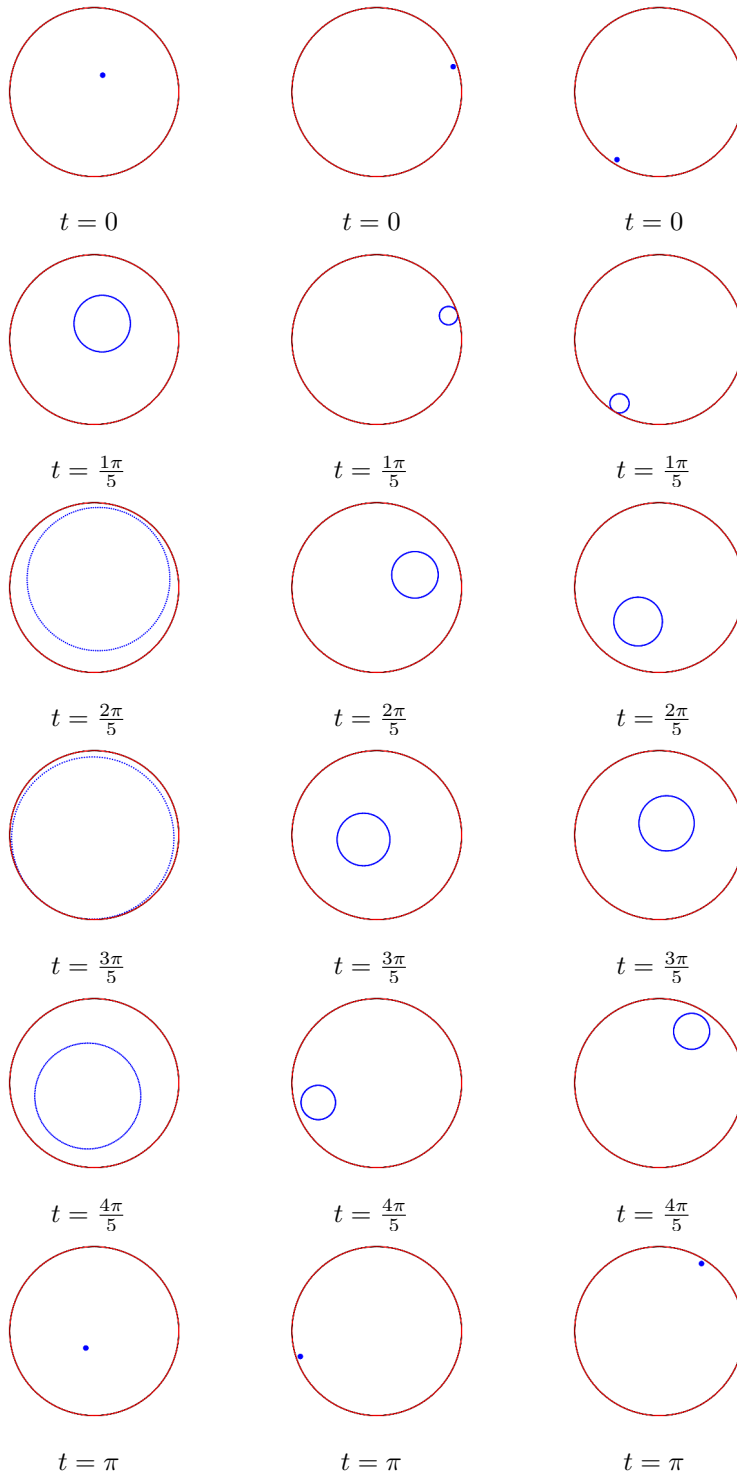 t = 0 t = 0 t = 0
t = 1π/5 t = 1π/5 t = 1π/5
t = 2π/5 t = 2π/5 t = 2π/5
t = 3π/5 t = 3π/5 t = 3π/5
t = 4π/5 t = 4π/5 t = 4π/5
t = π t = π t = π